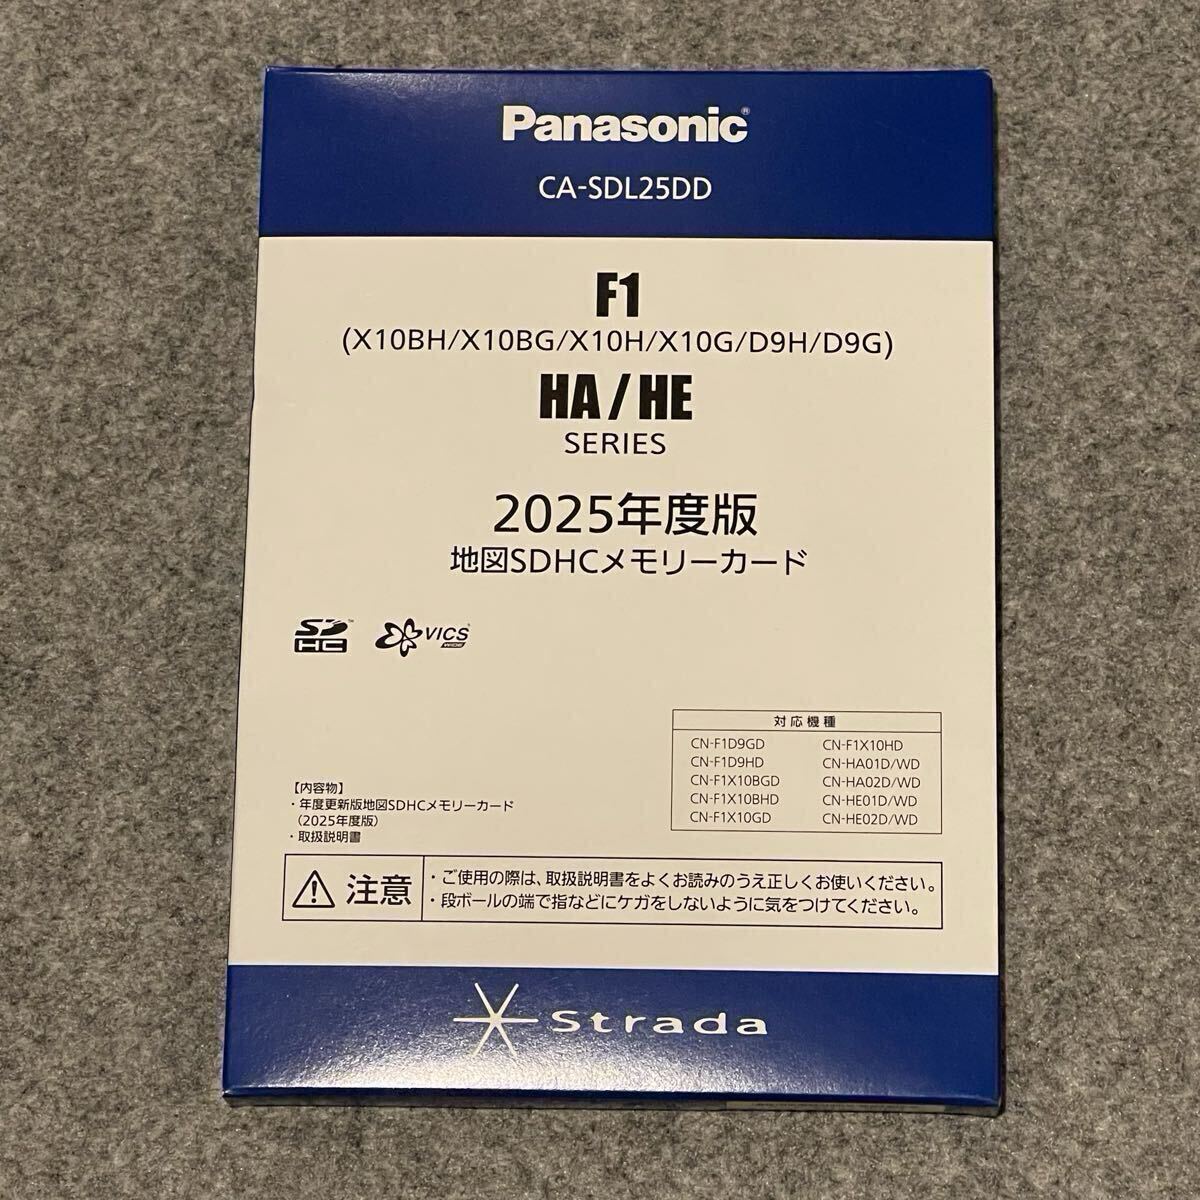 Panasonic®
CA-SDL25DD
F1
(X10BH/X10BG/X10H/X10G/D9H/D9G)
HA/HE
SERIES
2025年度版
地図SDHCメモリーカード
SD HC™
VICS WIDE
対応機種
CN-F1D9GD CN-F1X10HD
CN-F1D9HD CN-HA01D/WD
CN-F1X10BGD CN-HA02D/WD
CN-F1X10BHD CN-HE01D/WD
CN-F1X10GD CN-HE02D/WD
【内容物】
・年度更新版地図SDHCメモリーカード
(2025年度版)
・取扱説明書
注意
・ご使用の際は、取扱説明書をよくお読みのうえ正しくお使いください。
・段ボールの端で指などにケガをしないように気をつけてください。
Strada